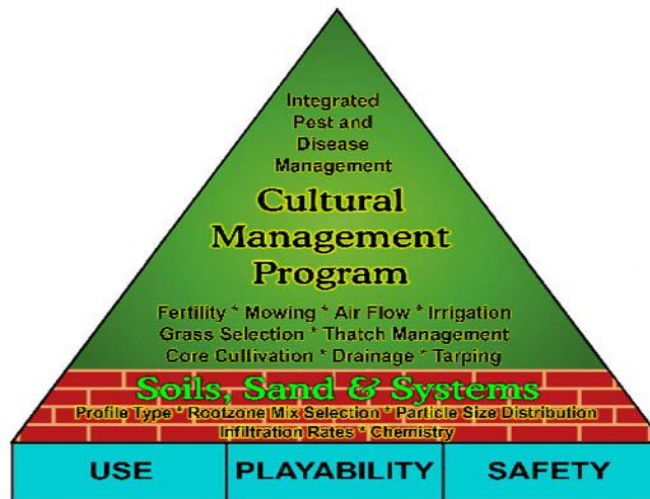 Integrated
Pest and
Disease
Management
Cultural
Management
Program
Fertility * Mowing * Air Flow * Irrigation
Grass Selection * Thatch Management
Core Cultivation * Drainage * Tarping
Soils, Sand & Systems
Profile Type * Rootzone Mix Selection * Particle Size Distribution
Infiltration Rates * Chemistry
USE PLAYABILITY SAFETY